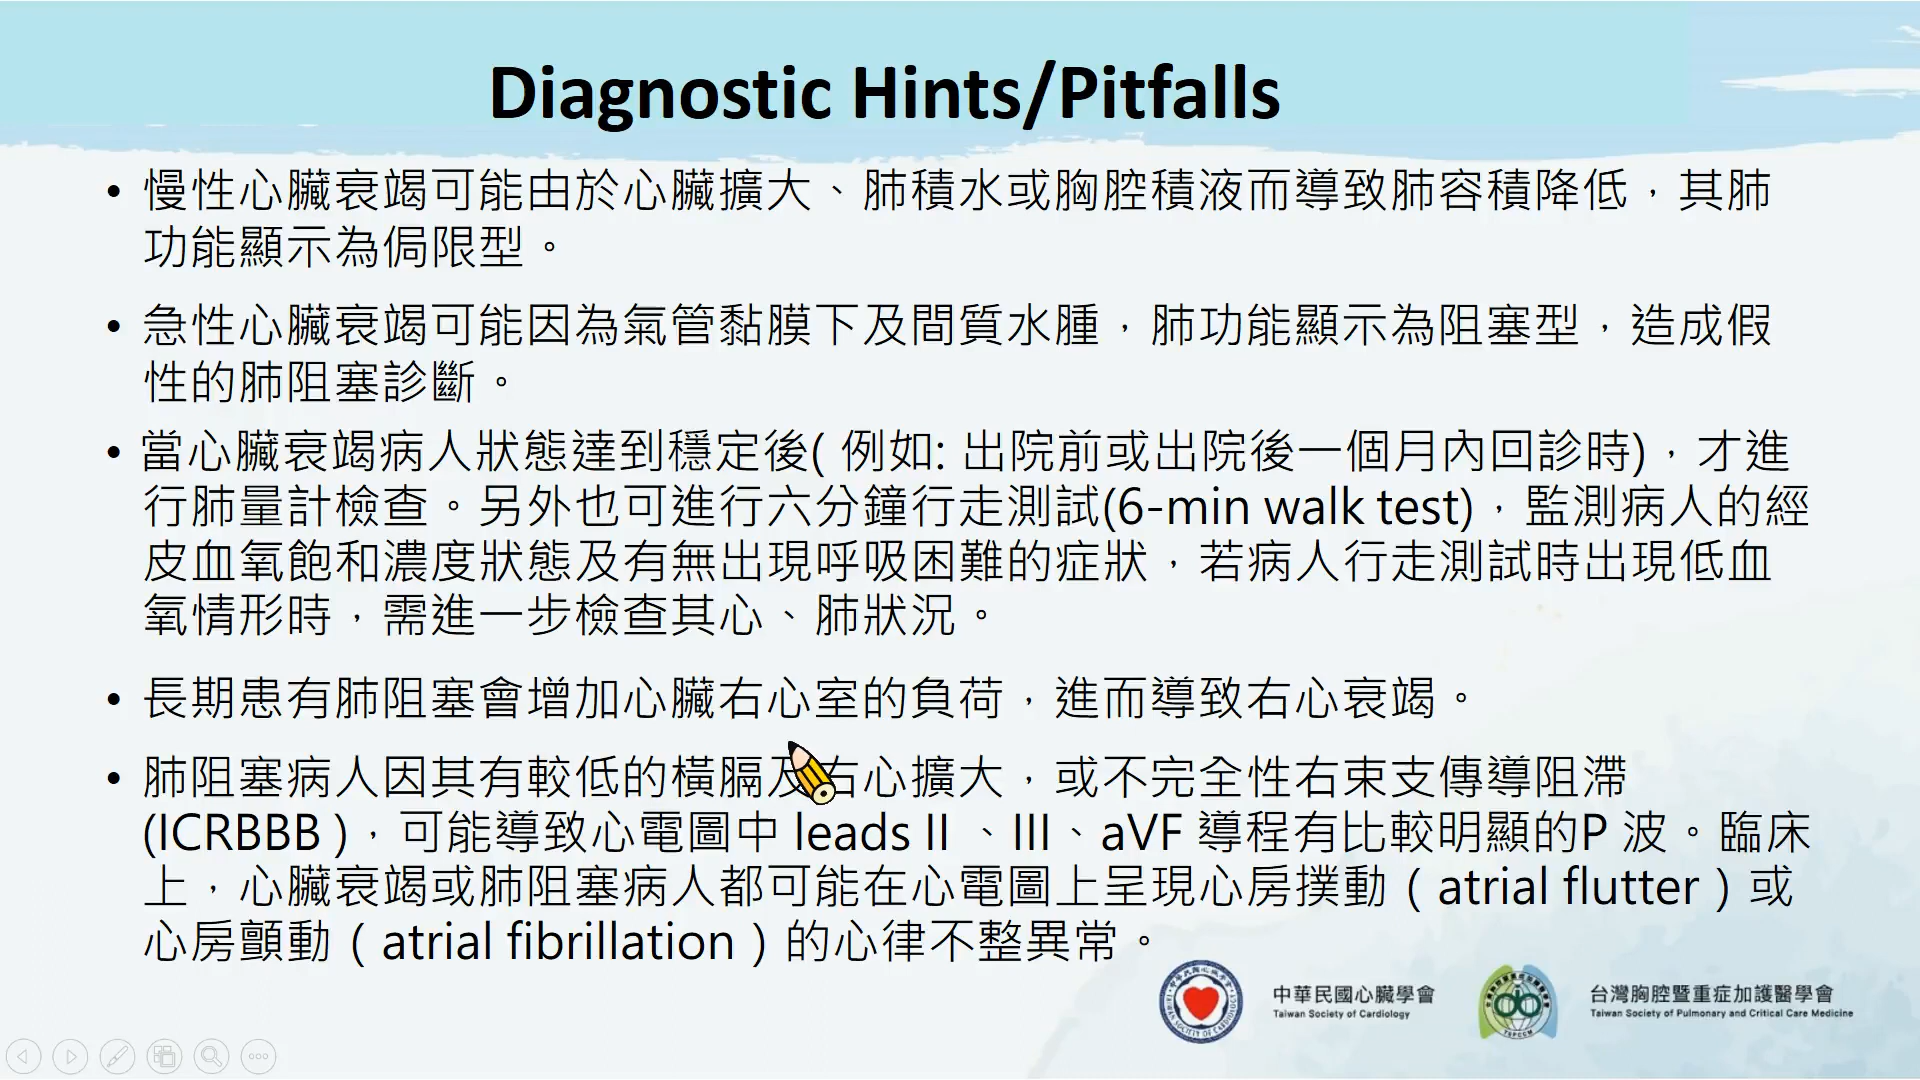 Diagnostic Hints/Pitfalls
• 慢性心臟衰竭可能由於心臟擴大、肺積水或胸腔積液而導致肺容積降低，其肺
功能顯示為侷限型。
• 急性心臟衰竭可能因為氣管黏膜下及間質水腫，肺功能顯示為阻塞型，造成假
性的肺阻塞診斷。
• 當心臟衰竭病人狀態達到穩定後( 例如: 出院前或出院後一個月內回診時)，才進
行肺量計檢查。另外也可進行六分鐘行走測試(6-min walk test)，監測病人的經
皮血氧飽和濃度狀態及有無出現呼吸困難的症狀，若病人行走測試時出現低血
氧情形時，需進一步檢查其心、肺狀況。
• 長期患有肺阻塞會增加心臟右心室的負荷，進而導致右心衰竭。
• 肺阻塞病人因其有較低的橫膈及右心擴大，或不完全性右束支傳導阻滯
(ICRBBB )，可能導致心電圖中 leads II 、III、aVF 導程有比較明顯的P 波。臨床
上，心臟衰竭或肺阻塞病人都可能在心電圖上呈現心房撲動（atrial flutter）或
心房顫動（atrial fibrillation）的心律不整異常。
中華民國心臟學會
Taiwan Society of Cardiology
台灣胸腔暨重症加護醫學會
Taiwan Society of Pulmonary and Critical Care Medicine